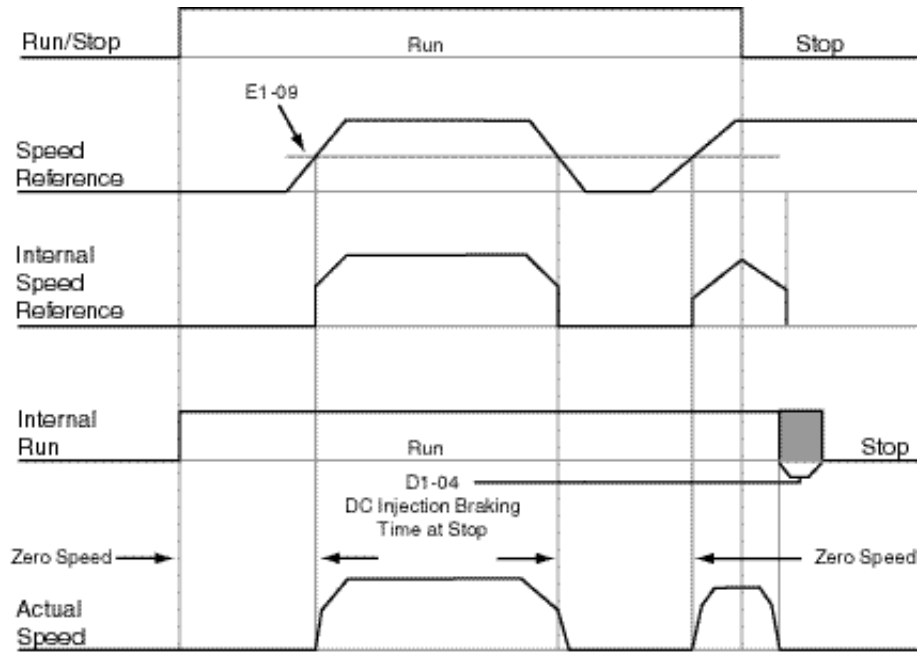 Run/Stop
Run
Stop
E1-09
Speed
Reference
Internal
Speed
Reference
Internal
Run
Run
Stop
D1-04
DC Injection Braking
Time at Stop
Zero Speed
Zero Speed
Actual
Speed